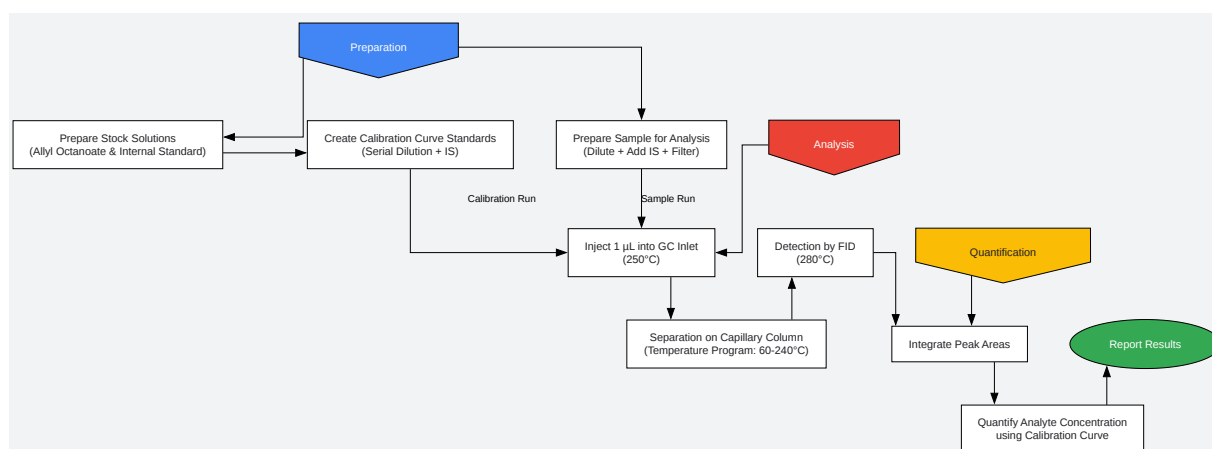 Preparation
Prepare Stock Solutions
(Allyl Octanoate & Internal Standard)
Create Calibration Curve Standards
(Serial Dilution + IS)
Prepare Sample for Analysis
(Dilute + Add IS + Filter)
Analysis
Calibration Run
Sample Run
Inject 1 µL into GC Inlet
(250°C)
Detection by FID
(280°C)
Quantification
Separation on Capillary Column
(Temperature Program: 60-240°C)
Integrate Peak Areas
Report Results
Quantify Analyte Concentration
using Calibration Curve